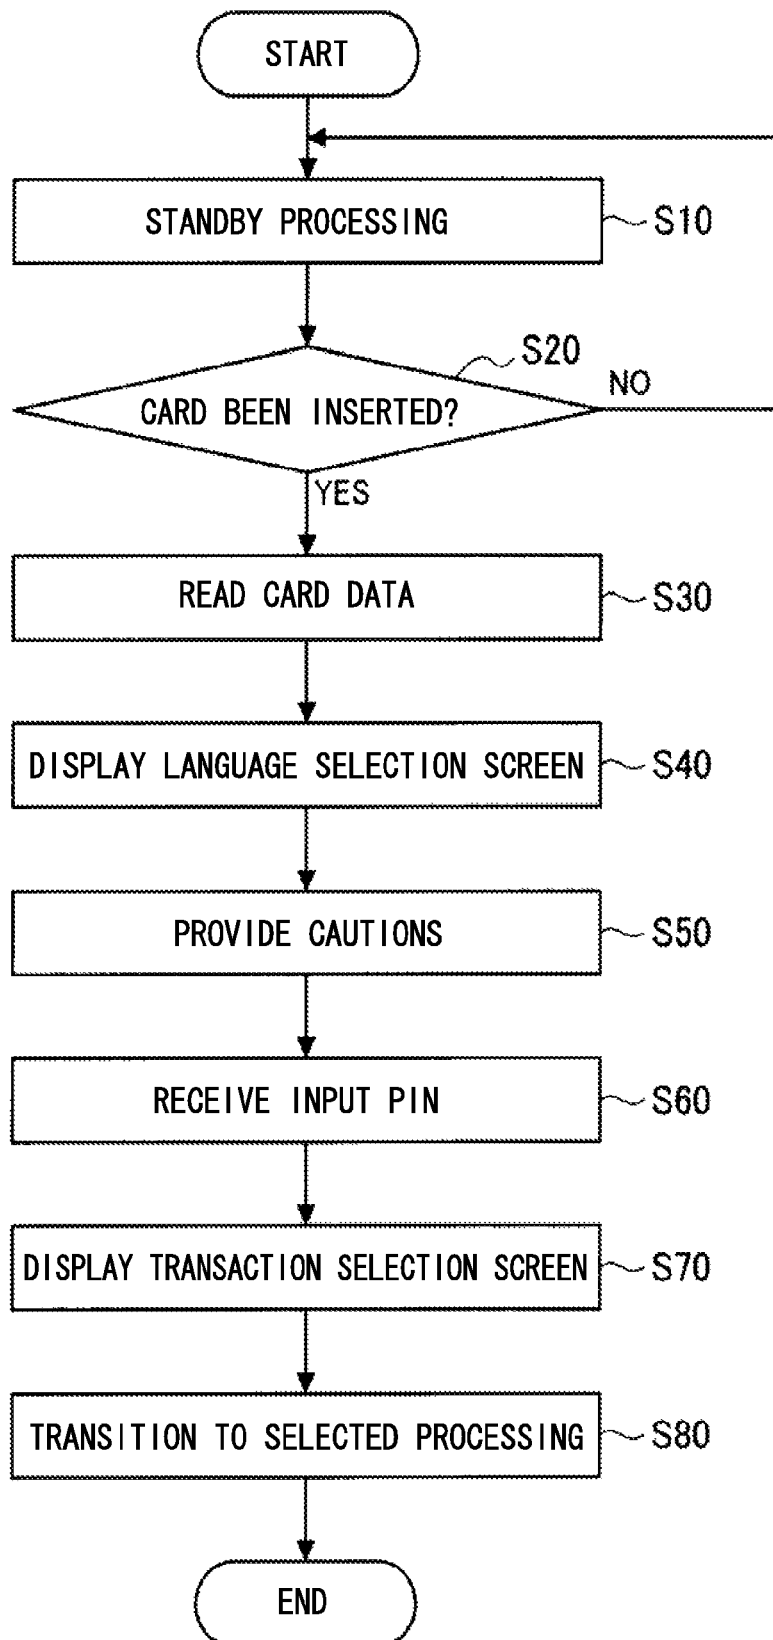 START
STANDBY PROCESSING
S10
S20
CARD BEEN INSERTED?
NO
YES
READ CARD DATA
S30
DISPLAY LANGUAGE SELECTION SCREEN
S40
PROVIDE CAUTIONS
S50
RECEIVE INPUT PIN
S60
DISPLAY TRANSACTION SELECTION SCREEN
S70
TRANSITION TO SELECTED PROCESSING
S80
END